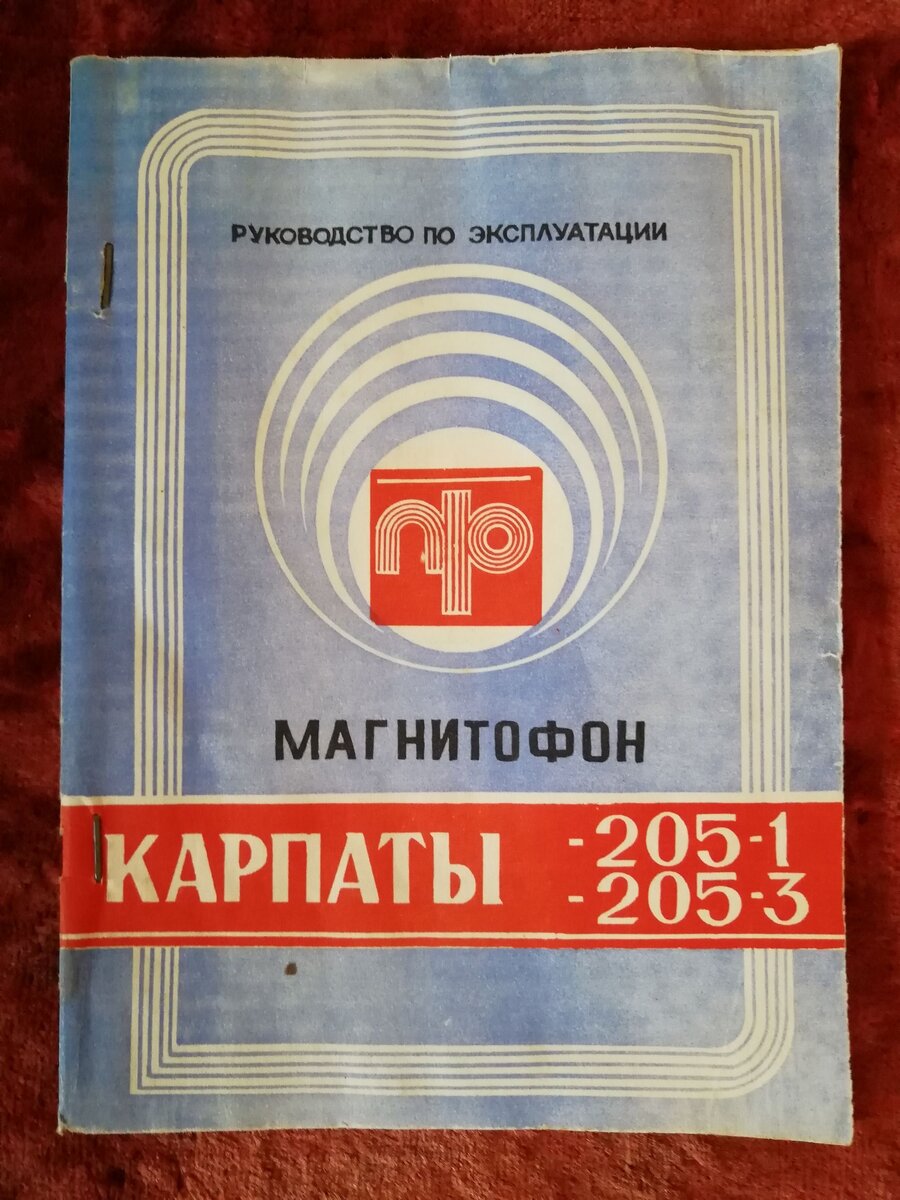 РУКОВОДСТВО ПО ЭКСПЛУАТАЦИИ
МАГНИТОФОН
КАРПАТЫ -205-1
-205-3